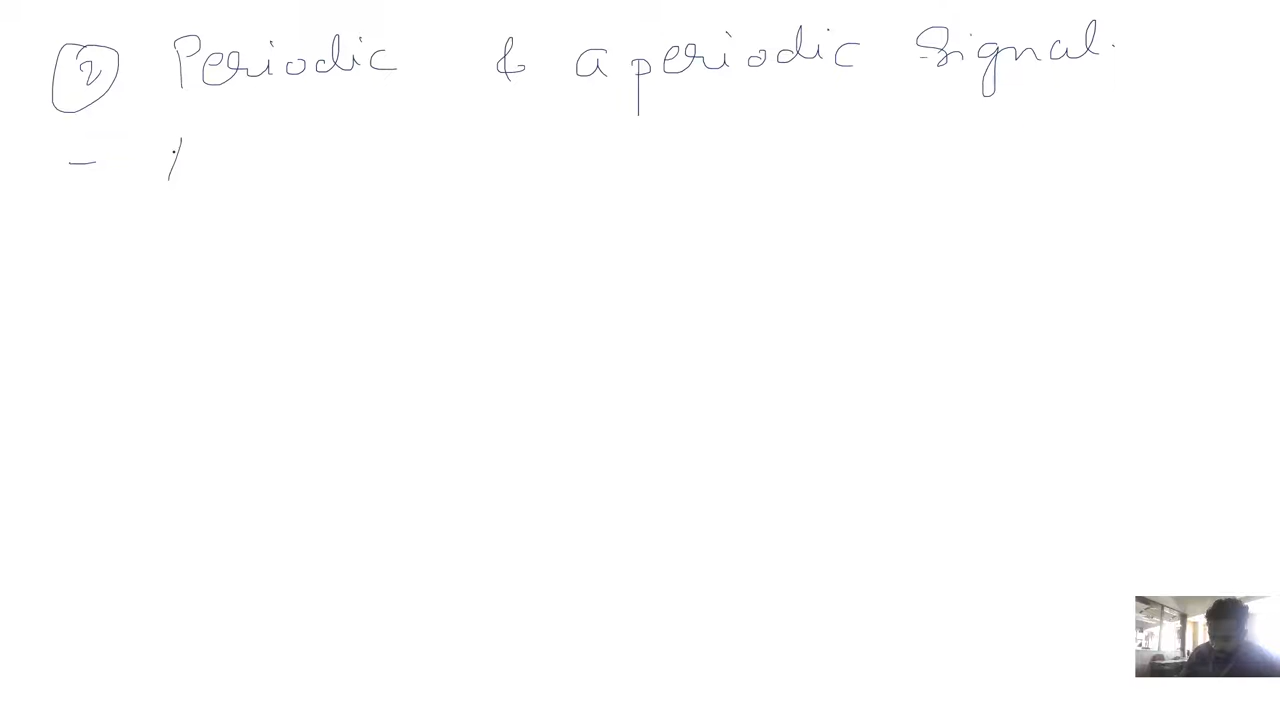 ② Periodic & aperiodic Signal.
-